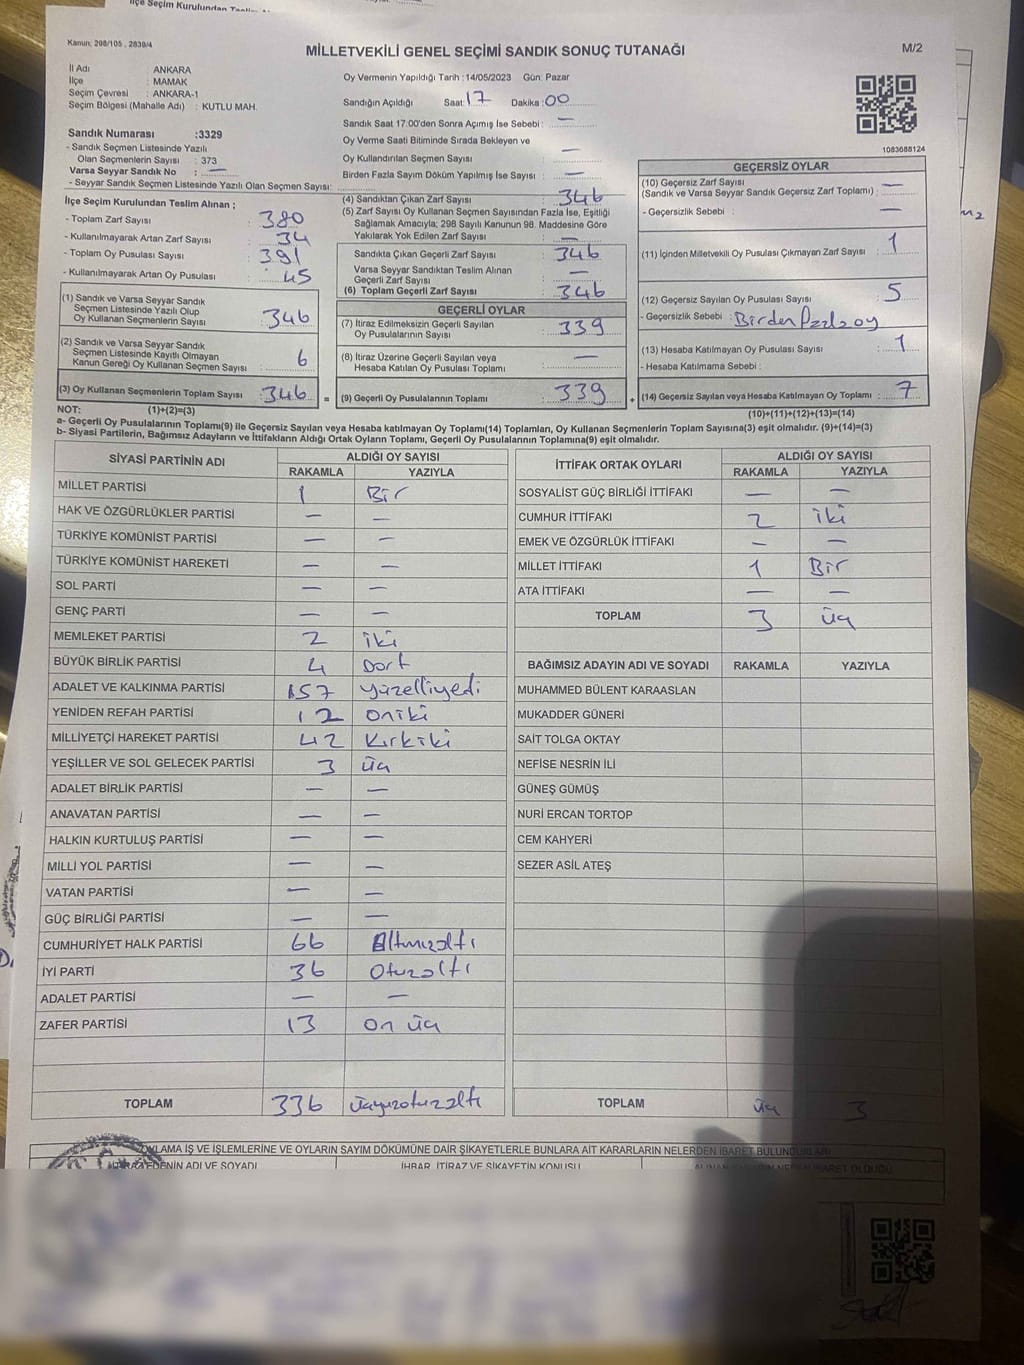 İlçe Seçim Kurulundan
Kanun: 298/105 , 2839/4
MİLLETVEKİLİ GENEL SEÇİMİ SANDIK SONUÇ TUTANAĞI
M/2
İl Adı : ANKARA
İlçe : MAMAK
Seçim Çevresi : ANKARA-1
Seçim Bölgesi (Mahalle Adı) : KUTLU MAH.
Oy Vermenin Yapıldığı Tarih :14/05/2023 Gün: Pazar
Sandığın Açıldığı Saat: 17 Dakika :00
Sandık Saat 17:00'den Sonra Açımış İse Sebebi : —
Oy Verme Saati Bitiminde Sırada Bekleyen ve
Oy Kullandırılan Seçmen Sayısı : —
Birden Fazla Sayım Döküm Yapılmış İse Sayısı : —
1083688124
Sandık Numarası :3329
- Sandık Seçmen Listesinde Yazılı
Olan Seçmenlerin Sayısı : 373
Varsa Seyyar Sandık No : —
- Seyyar Sandık Seçmen Listesinde Yazılı Olan Seçmen Sayısı:
İlçe Seçim Kurulundan Teslim Alınan ;
- Toplam Zarf Sayısı : 380
- Kullanılmayarak Artan Zarf Sayısı : 34
- Toplam Oy Pusulası Sayısı : 391
- Kullanılmayarak Artan Oy Pusulası : 45
(1) Sandık ve Varsa Seyyar Sandık
Seçmen Listesinde Yazılı Olup
Oy Kullanan Seçmenlerin Sayısı : 346
(2) Sandık ve Varsa Seyyar Sandık
Seçmen Listesinde Kayıtlı Olmayan
Kanun Gereği Oy Kullanan Seçmen Sayısı : 6
(3) Oy Kullanan Seçmenlerin Toplam Sayısı : 346 =
(4) Sandıktan Çıkan Zarf Sayısı : 346
(5) Zarf Sayısı Oy Kullanan Seçmen Sayısından Fazla İse, Eşitliği
Sağlamak Amacıyla; 298 Sayılı Kanunun 98. Maddesine Göre
Yakılarak Yok Edilen Zarf Sayısı : —
Sandıkta Çıkan Geçerli Zarf Sayısı : 346
Varsa Seyyar Sandıktan Teslim Alınan
Geçerli Zarf Sayısı : —
(6) Toplam Geçerli Zarf Sayısı : 346
GEÇERLİ OYLAR
(7) İtiraz Edilmeksizin Geçerli Sayılan
Oy Pusulalarının Sayısı : 339
(8) İtiraz Üzerine Geçerli Sayılan veya
Hesaba Katılan Oy Pusulası Toplamı : —
(9) Geçerli Oy Pusulalarının Toplamı : 339 +
GEÇERSİZ OYLAR
(10) Geçersiz Zarf Sayısı
(Sandık ve Varsa Seyyar Sandık Geçersiz Zarf Toplamı) : —
- Geçersizlik Sebebi : —
(11) İçinden Milletvekili Oy Pusulası Çıkmayan Zarf Sayısı : 1
(12) Geçersiz Sayılan Oy Pusulası Sayısı : 5
- Geçersizlik Sebebi : Birden fazla oy
(13) Hesaba Katılmayan Oy Pusulası Sayısı : 1
- Hesaba Katılmama Sebebi :
(14) Geçersiz Sayılan veya Hesaba Katılmayan Oy Toplamı : 7
NOT: (1)+(2)=(3)
(10)+(11)+(12)+(13)=(14)
a- Geçerli Oy Pusulalarının Toplamı(9) ile Geçersiz Sayılan veya Hesaba katılmayan Oy Toplamı(14) Toplamları, Oy Kullanan Seçmenlerin Toplam Sayısına(3) eşit olmalıdır. (9)+(14)=(3)
b- Siyasi Partilerin, Bağımsız Adayların ve İttifakların Aldığı Ortak Oyların Toplamı, Geçerli Oy Pusulalarının Toplamına(9) eşit olmalıdır.
SİYASİ PARTİNİN ADI
ALDIĞI OY SAYISI
RAKAMLA YAZIYLA
MİLLET PARTİSİ 1 Bir
HAK VE ÖZGÜRLÜKLER PARTİSİ — —
TÜRKİYE KOMÜNİST PARTİSİ — —
TÜRKİYE KOMÜNİST HAREKETİ — —
SOL PARTİ — —
GENÇ PARTİ — —
MEMLEKET PARTİSİ 2 iki
BÜYÜK BİRLİK PARTİSİ 4 Dört
ADALET VE KALKINMA PARTİSİ 157 yüzelliyedi
YENİDEN REFAH PARTİSİ 12 oniki
MİLLİYETÇİ HAREKET PARTİSİ 42 Kırkiki
YEŞİLLER VE SOL GELECEK PARTİSİ 3 üç
ADALET BİRLİK PARTİSİ — —
ANAVATAN PARTİSİ — —
HALKIN KURTULUŞ PARTİSİ — —
MİLLİ YOL PARTİSİ — —
VATAN PARTİSİ — —
GÜÇ BİRLİĞİ PARTİSİ — —
CUMHURİYET HALK PARTİSİ 66 Altmışaltı
İYİ PARTİ 36 Otuzaltı
ADALET PARTİSİ — —
ZAFER PARTİSİ 13 on üç
TOPLAM 336 üçyüzotuzaltı
İTTİFAK ORTAK OYLARI
ALDIĞI OY SAYISI
RAKAMLA YAZIYLA
SOSYALİST GÜÇ BİRLİĞİ İTTİFAKI — —
CUMHUR İTTİFAKI 2 iki
EMEK VE ÖZGÜRLÜK İTTİFAKI — —
MİLLET İTTİFAKI 1 Bir
ATA İTTİFAKI — —
TOPLAM 3 üç
BAĞIMSIZ ADAYIN ADI VE SOYADI RAKAMLA YAZIYLA
MUHAMMED BÜLENT KARAASLAN
MUKADDER GÜNERİ
SAİT TOLGA OKTAY
NEFİSE NESRİN İLİ
GÜNEŞ GÜMÜŞ
NURİ ERCAN TORTOP
CEM KAHYERİ
SEZER ASİL ATEŞ
TOPLAM üç 3
İŞ VE İŞLEMLERİNE VE OYLARIN SAYIM DÖKÜMÜNE DAİR ŞİKAYETLERLE BUNLARA AİT KARARLARIN NELERDEN İBARET BULUNDUKLARI
ADI VE SOYADI İHBAR, İTİRAZ VE ŞİKAYETİN KONUSU